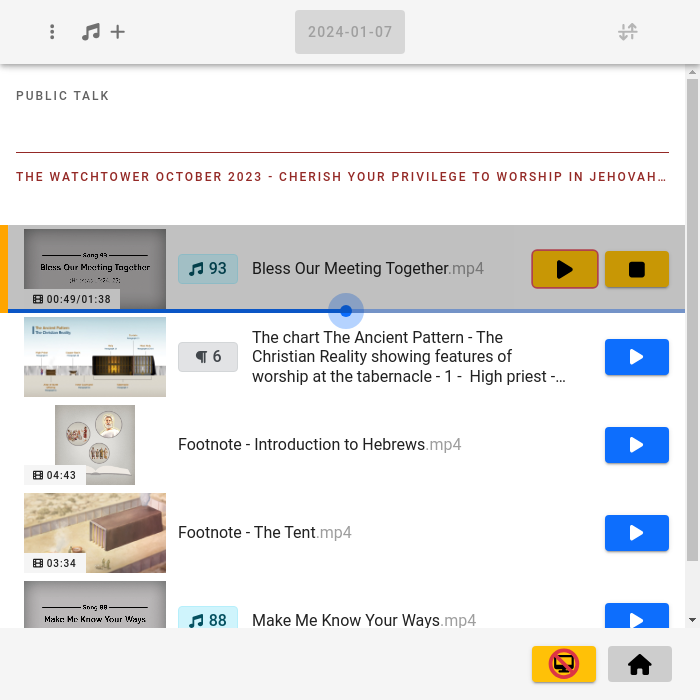 2024-01-07
PUBLIC TALK
THE WATCHTOWER OCTOBER 2023 - CHERISH YOUR PRIVILEGE TO WORSHIP IN JEHOVAH…
Song 93
Bless Our Meeting Together
00:49/01:38
93
Bless Our Meeting Together.mp4
The Ancient Pattern
The Christian Reality
¶ 6
The chart The Ancient Pattern - The
Christian Reality showing features of
worship at the tabernacle - 1 -  High priest -…
04:43
Footnote - Introduction to Hebrews.mp4
03:34
Footnote - The Tent.mp4
Song 88
Make Me Know Your Ways
88
Make Me Know Your Ways.mp4